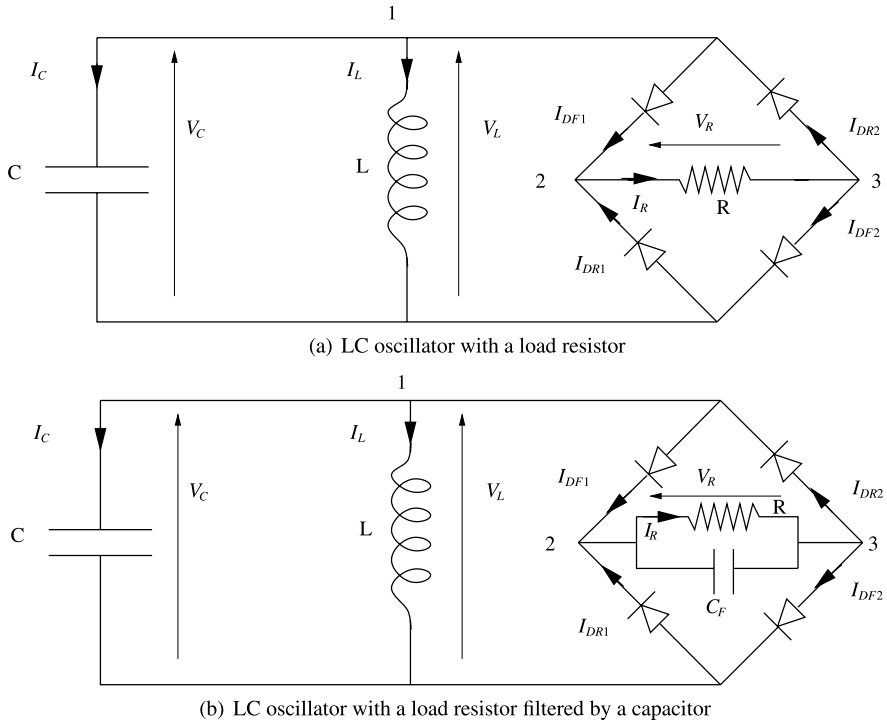 1
I_C
I_L
V_C
V_L
C
L
I_DF1
V_R
I_DR2
2
3
I_R
R
I_DF2
I_DR1
(a) LC oscillator with a load resistor
1
I_C
I_L
V_C
V_L
C
L
I_DF1
V_R
I_DR2
R
I_R
2
3
C_F
I_DF2
I_DR1
(b) LC oscillator with a load resistor filtered by a capacitor